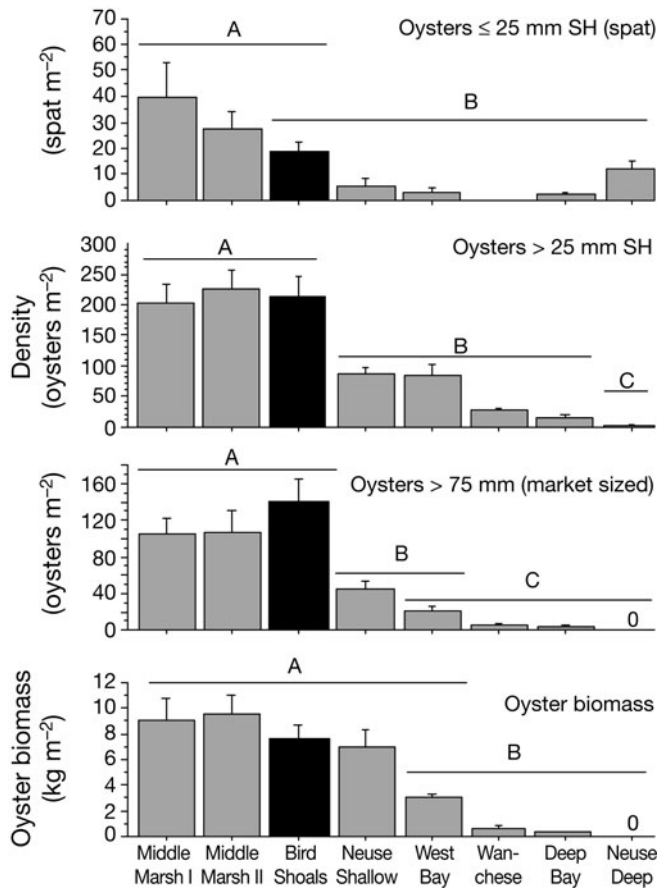 70
60
50
40
30
20
10
0
(spat m–2)
A
Oysters ≤ 25 mm SH (spat)
B
300
250
200
150
100
50
0
Density
(oysters m–2)
A
Oysters > 25 mm SH
B
C
160
120
80
40
0
(oysters m–2)
A
Oysters > 75 mm (market sized)
B
C
0
12
10
8
6
4
2
0
Oyster biomass
(kg m–2)
A
Oyster biomass
B
0
Middle Middle Bird Neuse West Wan- Deep Neuse
Marsh I Marsh II Shoals Shallow Bay chese Bay Deep